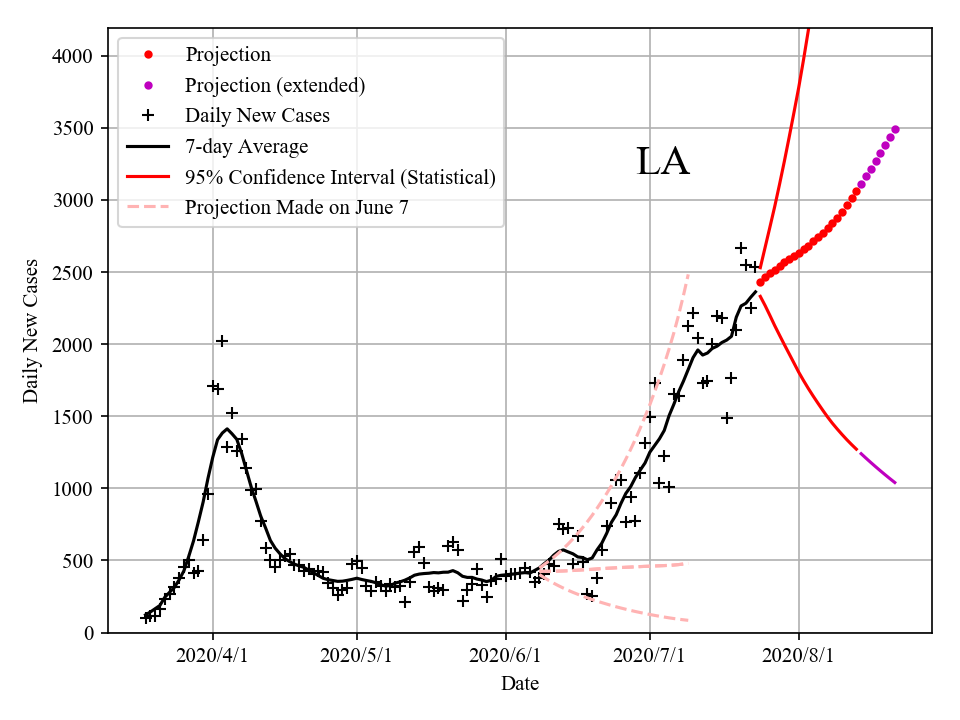 4000
3500
3000
2500
2000
1500
1000
500
0
Daily New Cases
Projection
Projection (extended)
Daily New Cases
7-day Average
95% Confidence Interval (Statistical)
Projection Made on June 7
LA
2020/4/1 2020/5/1 2020/6/1 2020/7/1 2020/8/1
Date